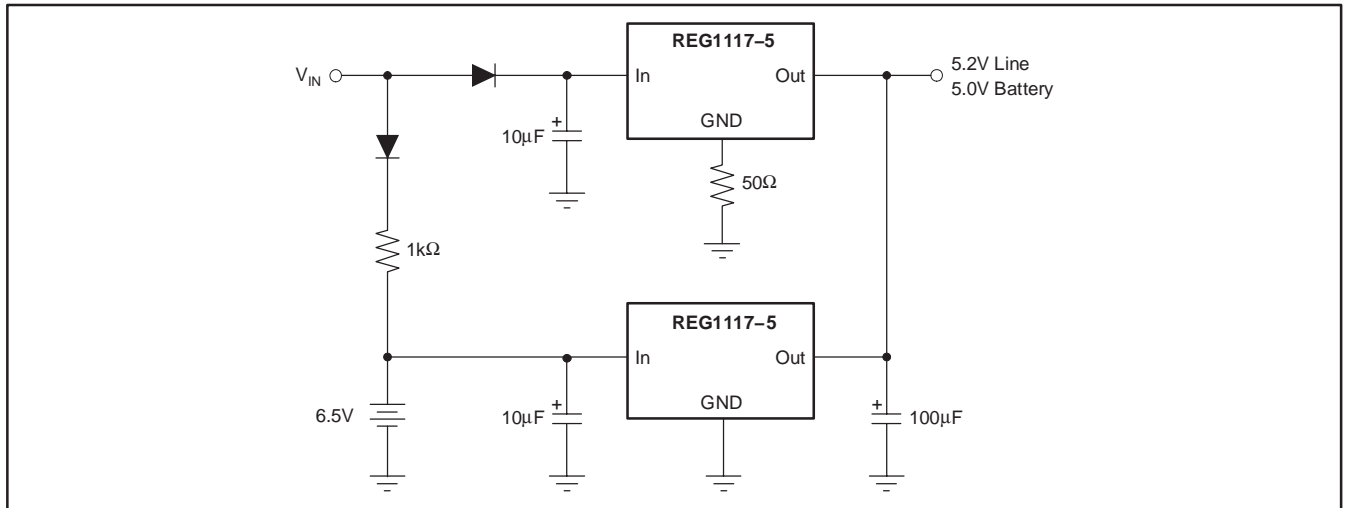 REG1117–5
V_IN
In
Out
GND
5.2V Line
5.0V Battery
+
10μF
50Ω
1kΩ
REG1117–5
In
Out
GND
6.5V
+
10μF
+
100μF